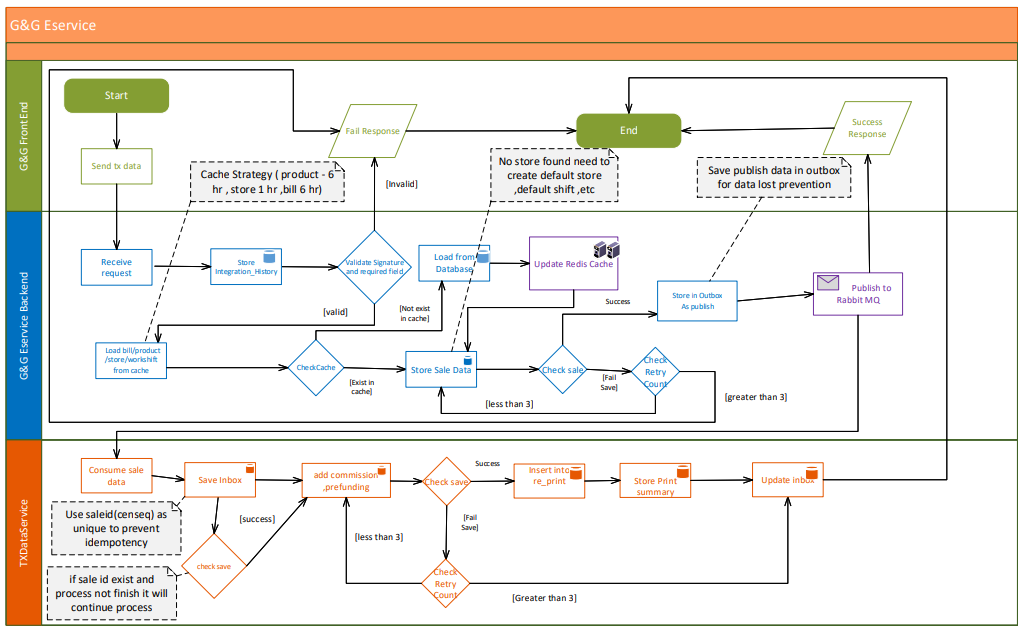 G&G Eservice
G&G Front End
Start
Send tx data
Cache Strategy ( product - 6
hr , store 1 hr ,bill 6 hr)
Fail Response
[Invalid]
No store found need to
create default store
,default shift ,etc
End
Save publish data in outbox
for data lost prevention
Success
Response
G&G Eservice Backend
Receive
request
Store
Integration_History
Validate Signature
and required field
Load from
Database
Update Redis Cache
[valid]
[Not exist
in cache]
Success
Store in Outbox
As publish
Publish to
Rabbit MQ
Load bill/product
/store/workshift
from cache
CheckCache
[Exist in
cache]
Store Sale Data
Check sale
[Fail
Save]
Check
Retry
Count
[less than 3]
[greater than 3]
TXDataService
Consume sale
data
Save Inbox
add commission
,prefunding
Check save
Success
Insert into
re_print
Store Print
summary
Update inbox
Use saleid(censeq) as
unique to prevent
idempotency
[success]
[less than 3]
[Fail
Save]
check save
if sale id exist and
process not finish it will
continue process
Check
Retry
Count
[Greater than 3]